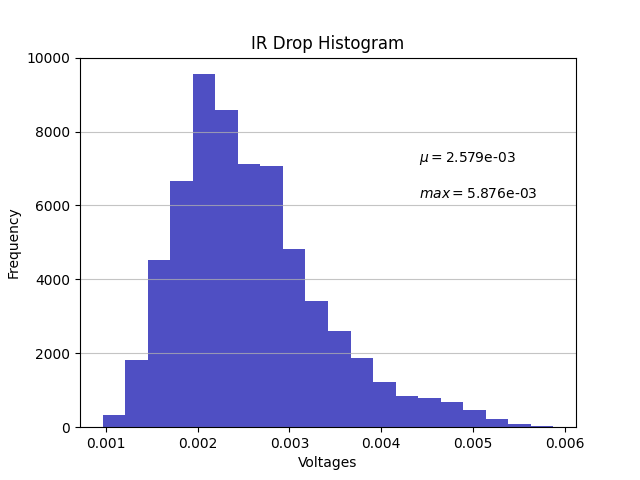 IR Drop Histogram
10000
8000
6000
4000
2000
0
Frequency
μ = 2.579e-03
max = 5.876e-03
0.001 0.002 0.003 0.004 0.005 0.006
Voltages